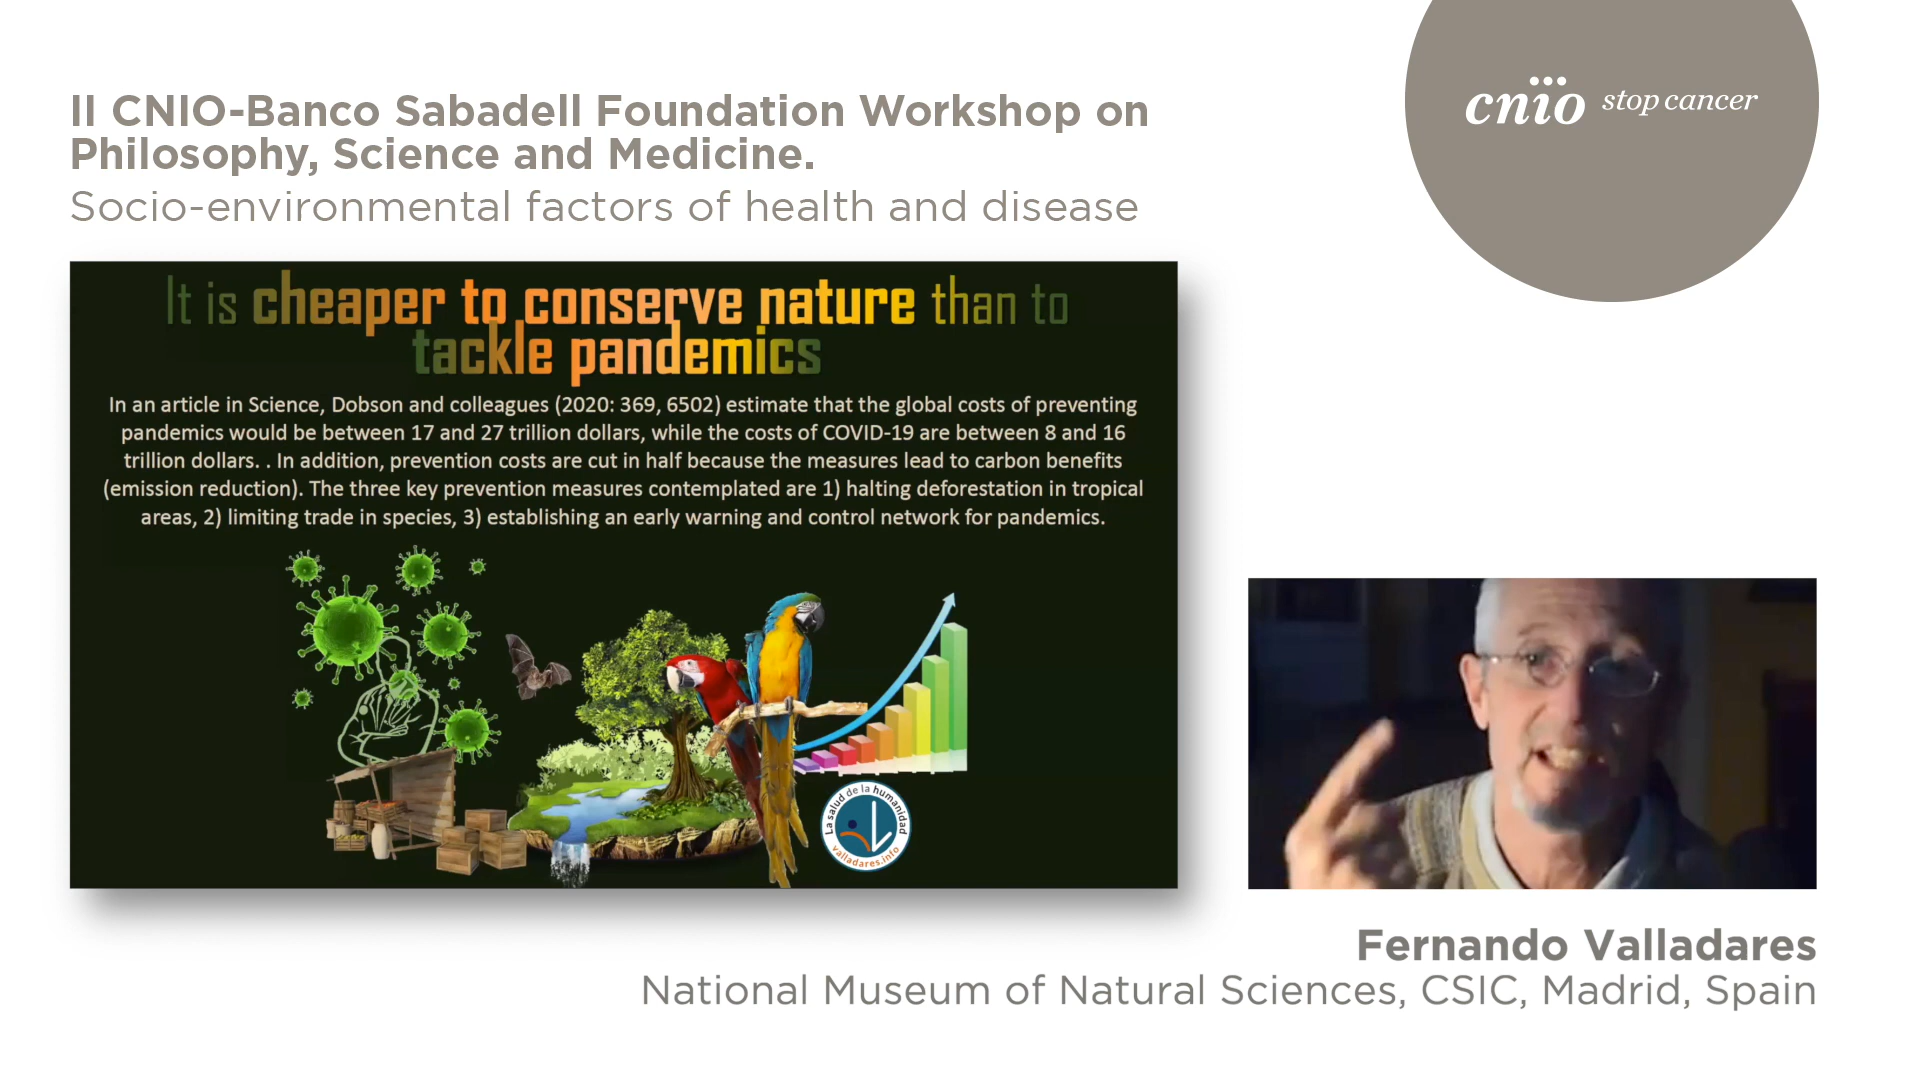 II CNIO-Banco Sabadell Foundation Workshop on
Philosophy, Science and Medicine.
Socio-environmental factors of health and disease
cnio stop cancer
It is cheaper to conserve nature than to
tackle pandemics
In an article in Science, Dobson and colleagues (2020: 369, 6502) estimate that the global costs of preventing
pandemics would be between 17 and 27 trillion dollars, while the costs of COVID-19 are between 8 and 16
trillion dollars. . In addition, prevention costs are cut in half because the measures lead to carbon benefits
(emission reduction). The three key prevention measures contemplated are 1) halting deforestation in tropical
areas, 2) limiting trade in species, 3) establishing an early warning and control network for pandemics.
La salud de la humanidad
valladares.info
Fernando Valladares
National Museum of Natural Sciences, CSIC, Madrid, Spain